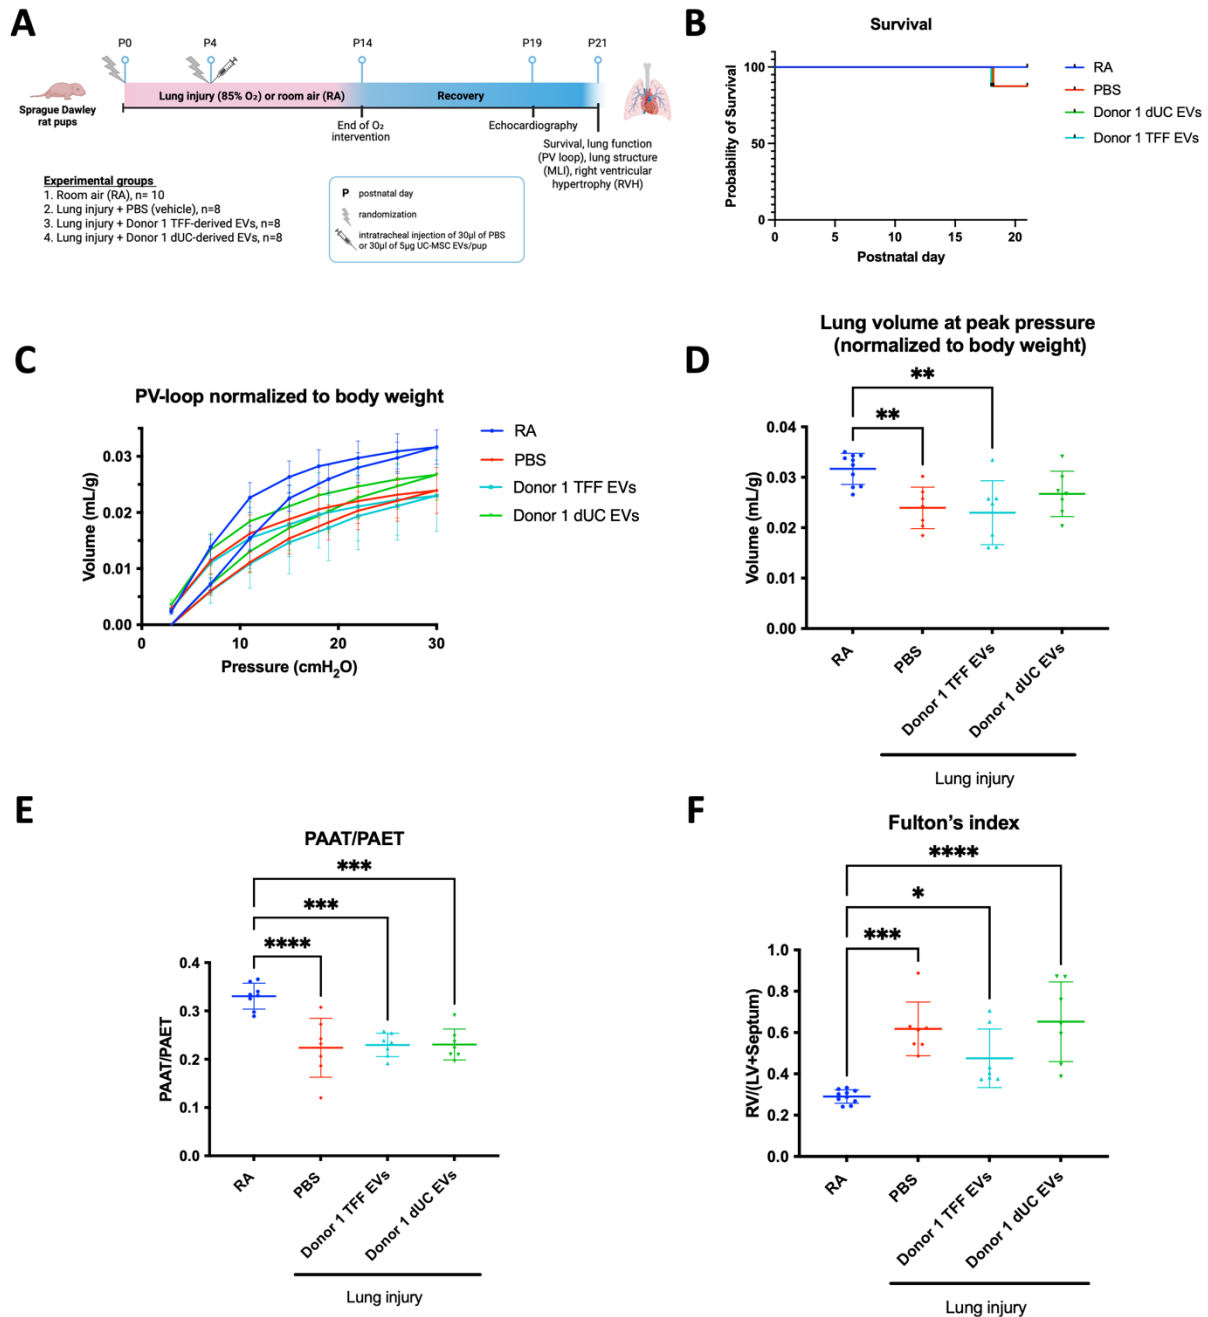 A
P0
P4
P14
P19
P21
Sprague Dawley
rat pups
Lung injury (85% O₂) or room air (RA)
Recovery
End of O₂
intervention
Echocardiography
Survival, lung function
(PV loop), lung structure
(MLI), right ventricular
hypertrophy (RVH)
Experimental groups
1. Room air (RA), n= 10
2. Lung injury + PBS (vehicle), n=8
3. Lung injury + Donor 1 TFF-derived EVs, n=8
4. Lung injury + Donor 1 dUC-derived EVs, n=8
P postnatal day
randomization
intratracheal injection of 30µl of PBS
or 30µl of 5µg UC-MSC EVs/pup
B
Survival
Probability of Survival
100
50
0
0 5 10 15 20
Postnatal day
RA
PBS
Donor 1 dUC EVs
Donor 1 TFF EVs
C
PV-loop normalized to body weight
Volume (mL/g)
0.03
0.02
0.01
0.00
0 10 20 30
Pressure (cmH₂O)
RA
PBS
Donor 1 TFF EVs
Donor 1 dUC EVs
D
Lung volume at peak pressure
(normalized to body weight)
**
**
Volume (mL/g)
0.04
0.03
0.02
0.01
0.00
RA
PBS
Donor 1 TFF EVs
Donor 1 dUC EVs
Lung injury
E
PAAT/PAET
***
***
****
PAAT/PAET
0.4
0.3
0.2
0.1
0.0
RA
PBS
Donor 1 TFF EVs
Donor 1 dUC EVs
Lung injury
F
Fulton's index
****
*
***
RV/(LV+Septum)
1.0
0.8
0.6
0.4
0.2
0.0
RA
PBS
Donor 1 TFF EVs
Donor 1 dUC EVs
Lung injury